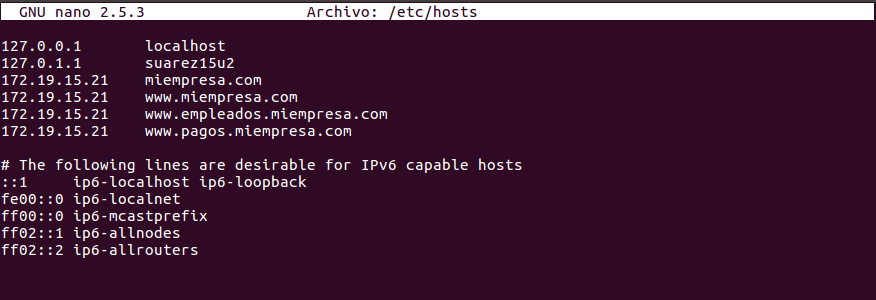 GNU nano 2.5.3 Archivo: /etc/hosts
127.0.0.1 localhost
127.0.1.1 suarez15u2
172.19.15.21 miempresa.com
172.19.15.21 www.miempresa.com
172.19.15.21 www.empleados.miempresa.com
172.19.15.21 www.pagos.miempresa.com
# The following lines are desirable for IPv6 capable hosts
::1 ip6-localhost ip6-loopback
fe00::0 ip6-localnet
ff00::0 ip6-mcastprefix
ff02::1 ip6-allnodes
ff02::2 ip6-allrouters